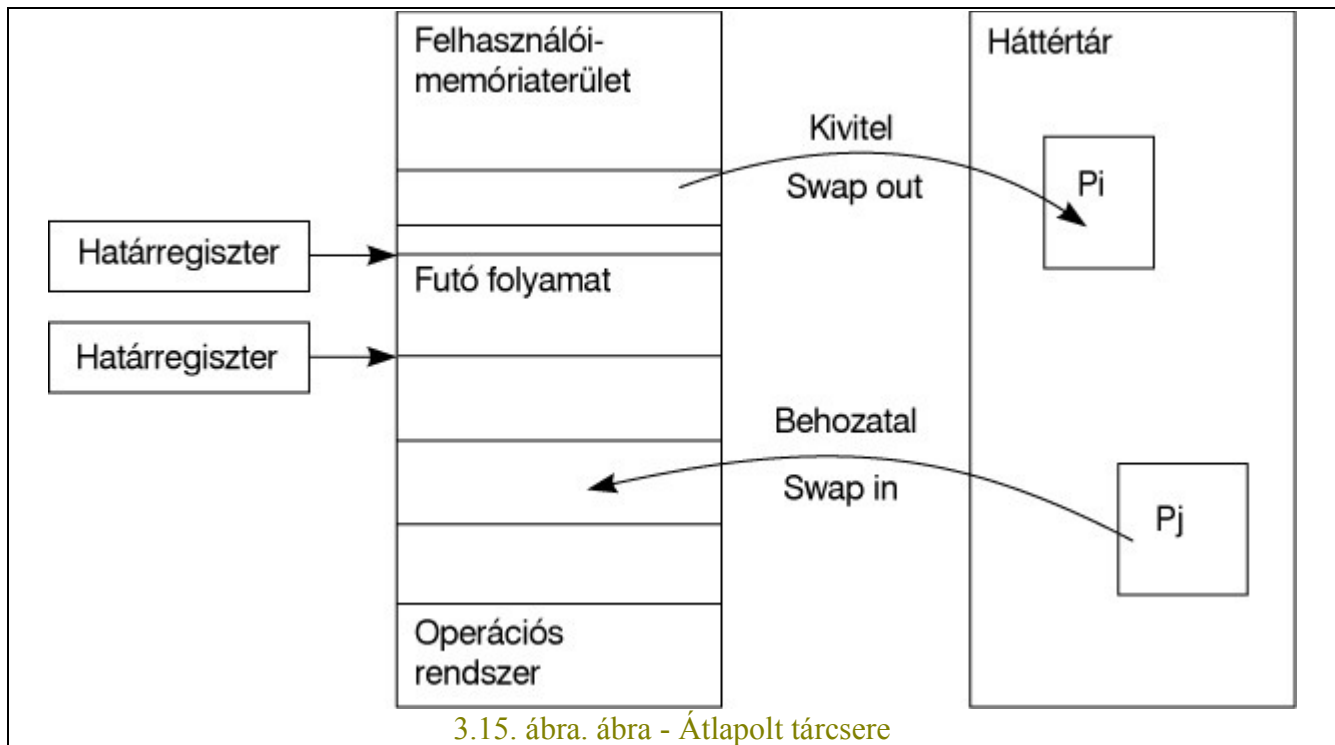 Felhasználói-
memóriaterület
Háttértár
Kivitel
Swap out
Pi
Határregiszter
Futó folyamat
Határregiszter
Behozatal
Swap in
Pj
Operációs
rendszer
3.15. ábra. ábra - Átlapolt tárcsere